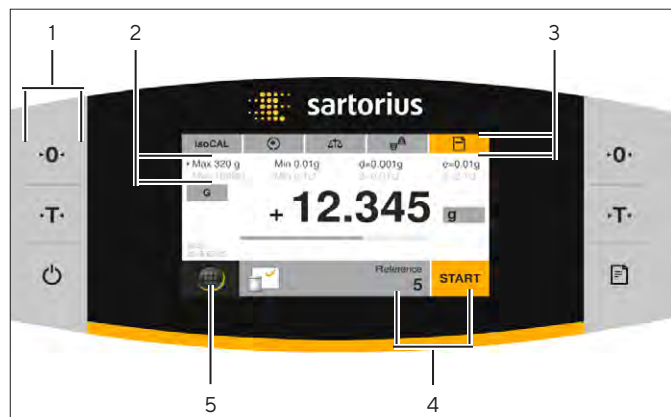 1
2
3
sartorius
isoCAL
Max 320 g Min 0.01g d=0.001g e=0.01g
G
+ 12.345 g
Reference
5
START
·0·
·T·
·0·
·T·
5
4